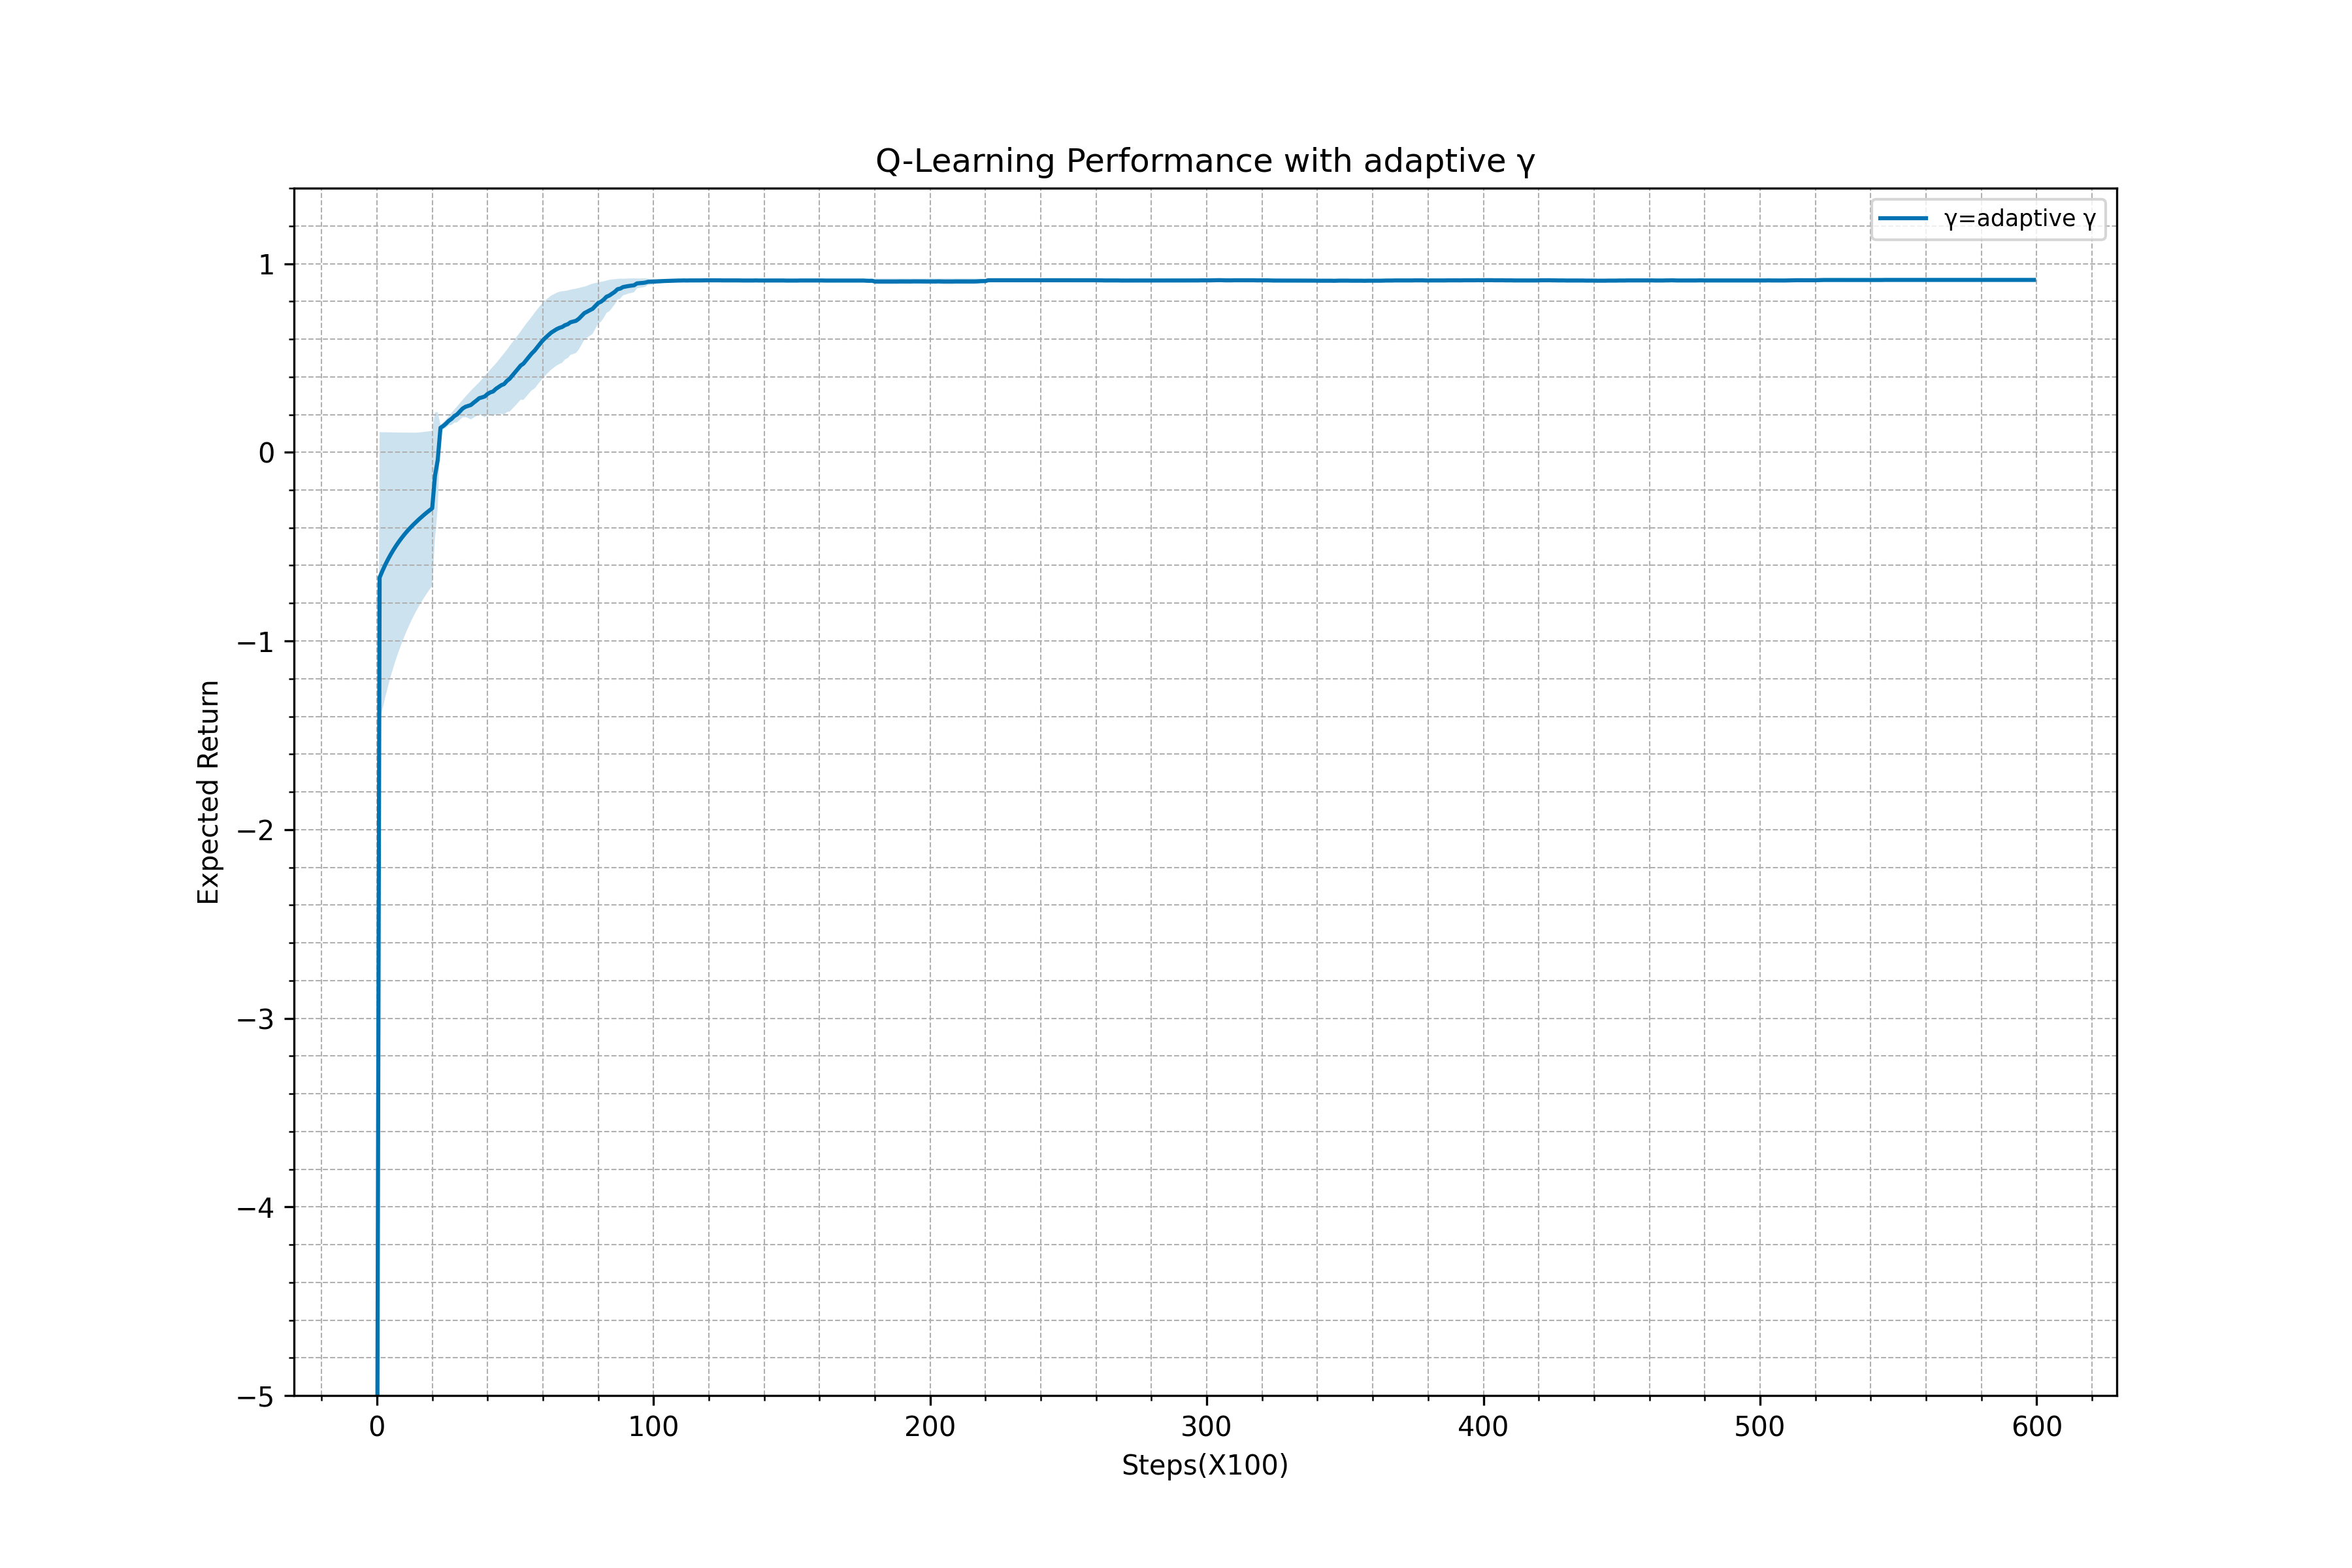 Q-Learning Performance with adaptive γ
γ=adaptive γ
1
0
−1
−2
−3
−4
−5
Expected Return
0 100 200 300 400 500 600
Steps(X100)